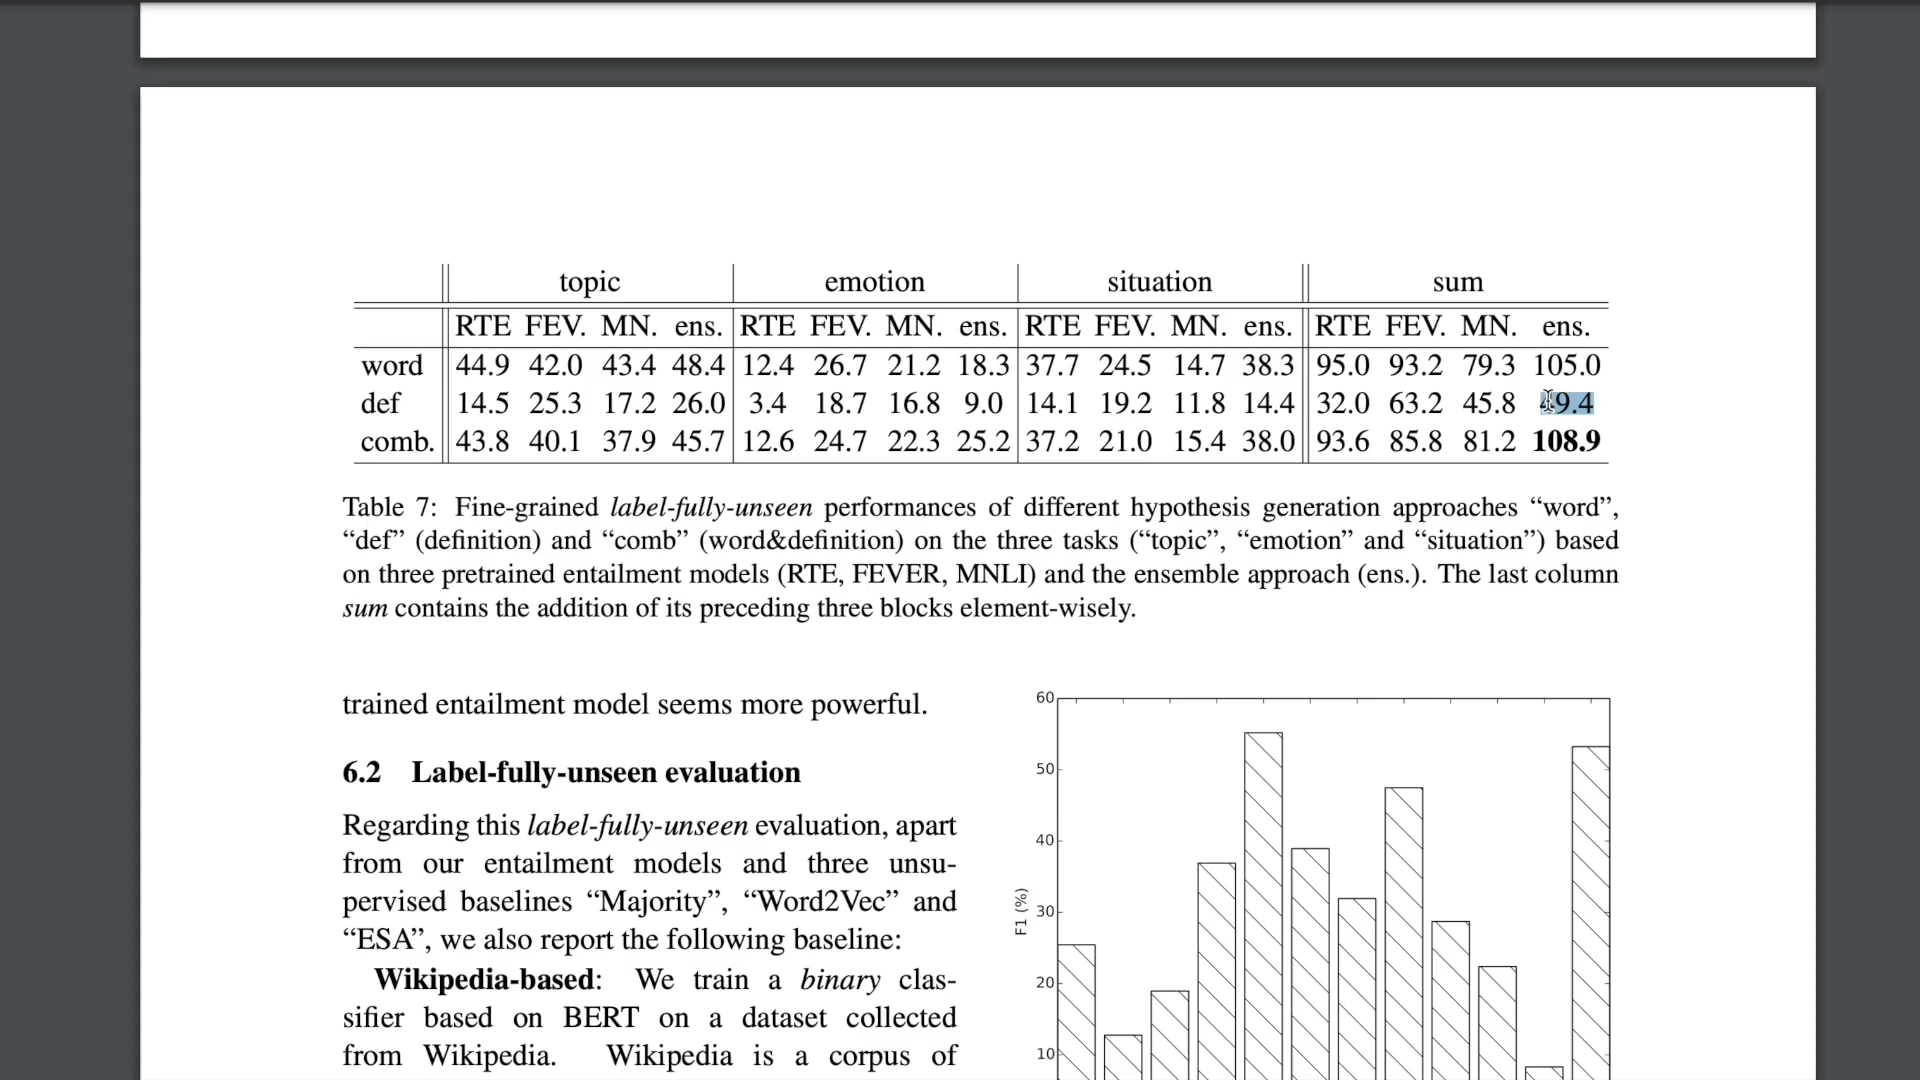 topic emotion situation sum
RTE FEV. MN. ens. RTE FEV. MN. ens. RTE FEV. MN. ens. RTE FEV. MN. ens.
word 44.9 42.0 43.4 48.4 12.4 26.7 21.2 18.3 37.7 24.5 14.7 38.3 95.0 93.2 79.3 105.0
def 14.5 25.3 17.2 26.0 3.4 18.7 16.8 9.0 14.1 19.2 11.8 14.4 32.0 63.2 45.8 49.4
comb. 43.8 40.1 37.9 45.7 12.6 24.7 22.3 25.2 37.2 21.0 15.4 38.0 93.6 85.8 81.2 108.9
Table 7: Fine-grained label-fully-unseen performances of different hypothesis generation approaches “word”,
“def” (definition) and “comb” (word&definition) on the three tasks (“topic”, “emotion” and “situation”) based
on three pretrained entailment models (RTE, FEVER, MNLI) and the ensemble approach (ens.). The last column
sum contains the addition of its preceding three blocks element-wisely.
trained entailment model seems more powerful.
6.2 Label-fully-unseen evaluation
Regarding this label-fully-unseen evaluation, apart
from our entailment models and three unsu-
pervised baselines “Majority”, “Word2Vec” and
“ESA”, we also report the following baseline:
Wikipedia-based: We train a binary clas-
sifier based on BERT on a dataset collected
from Wikipedia. Wikipedia is a corpus of
60
50
40
30
20
10
F1 (%)